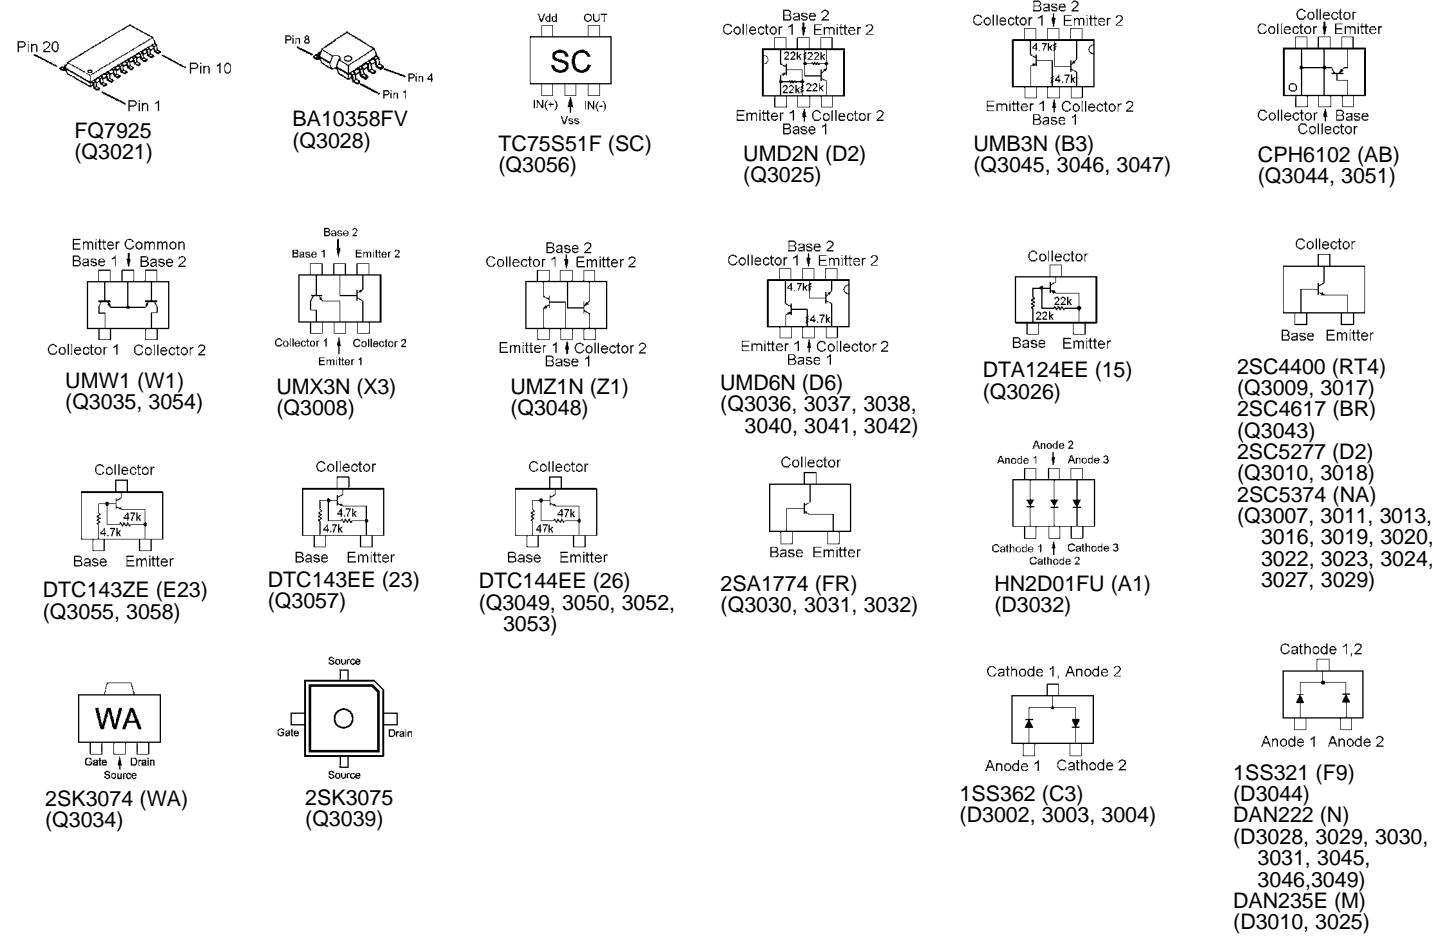 Pin 20
Pin 10
Pin 1
FQ7925
(Q3021)
Pin 8
Pin 4
Pin 1
BA10358FV
(Q3028)
Vdd OUT
SC
IN(+) IN(-)
Vss
TC75S51F (SC)
(Q3056)
Base 2
Collector 1 Emitter 2
22k 22k
22k 22k
Emitter 1 Collector 2
Base 1
UMD2N (D2)
(Q3025)
Base 2
Collector 1 Emitter 2
4.7k
4.7k
Emitter 1 Collector 2
Base 1
UMB3N (B3)
(Q3045, 3046, 3047)
Collector
Collector Emitter
Collector Base
Collector
CPH6102 (AB)
(Q3044, 3051)
Emitter Common
Base 1 Base 2
Collector 1 Collector 2
UMW1 (W1)
(Q3035, 3054)
Base 2
Base 1 Emitter 2
Collector 1 Collector 2
Emitter 1
UMX3N (X3)
(Q3008)
Base 2
Collector 1 Emitter 2
Emitter 1 Collector 2
Base 1
UMZ1N (Z1)
(Q3048)
Base 2
Collector 1 Emitter 2
4.7k
4.7k
Emitter 1 Collector 2
Base 1
UMD6N (D6)
(Q3036, 3037, 3038,
3040, 3041, 3042)
Collector
22k
22k
Base Emitter
DTA124EE (15)
(Q3026)
Collector
Base Emitter
2SC4400 (RT4)
(Q3009, 3017)
2SC4617 (BR)
(Q3043)
2SC5277 (D2)
(Q3010, 3018)
2SC5374 (NA)
(Q3007, 3011, 3013,
3016, 3019, 3020,
3022, 3023, 3024,
3027, 3029)
Collector
47k
4.7k
Base Emitter
DTC143ZE (E23)
(Q3055, 3058)
Collector
4.7k
4.7k
Base Emitter
DTC143EE (23)
(Q3057)
Collector
47k
47k
Base Emitter
DTC144EE (26)
(Q3049, 3050, 3052,
3053)
Collector
Base Emitter
2SA1774 (FR)
(Q3030, 3031, 3032)
Anode 2
Anode 1 Anode 3
Cathode 1 Cathode 3
Cathode 2
HN2D01FU (A1)
(D3032)
WA
Gate Drain
Source
2SK3074 (WA)
(Q3034)
Source
Gate Drain
Source
2SK3075
(Q3039)
Cathode 1, Anode 2
Anode 1 Cathode 2
1SS362 (C3)
(D3002, 3003, 3004)
Cathode 1,2
Anode 1 Anode 2
1SS321 (F9)
(D3044)
DAN222 (N)
(D3028, 3029, 3030,
3031, 3045,
3046,3049)
DAN235E (M)
(D3010, 3025)